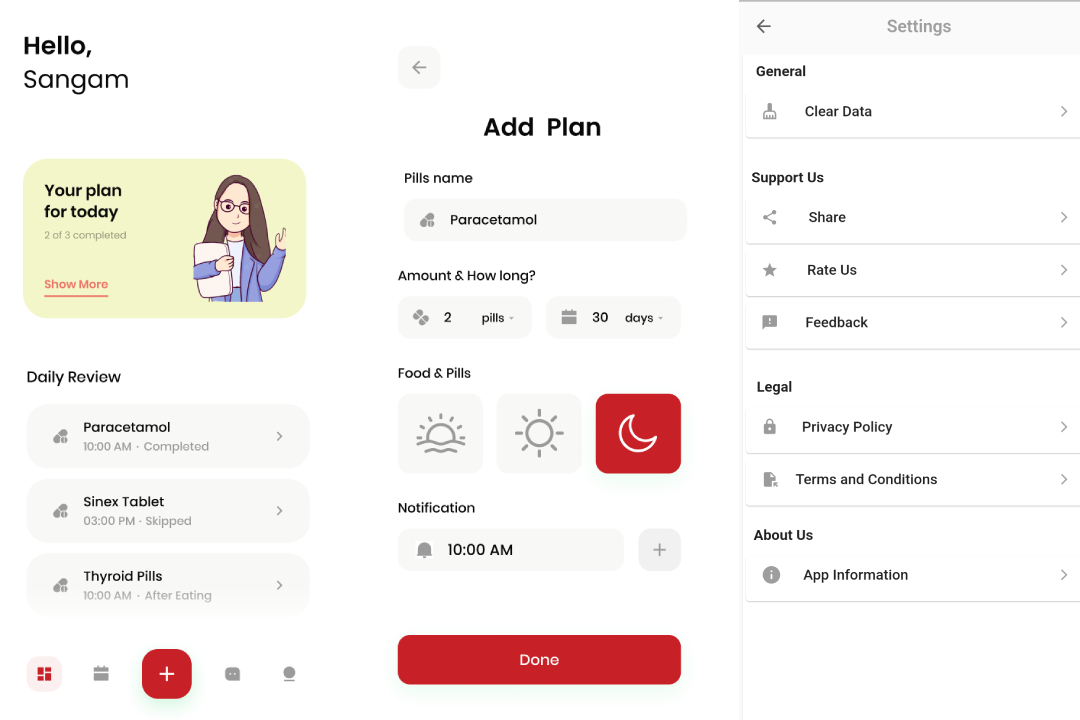 Hello,
Sangam
Your plan
for today
2 of 3 completed
Show More
Daily Review
Paracetamol
10:00 AM · Completed
Sinex Tablet
03:00 PM · Skipped
Thyroid Pills
10:00 AM · After Eating
Add Plan
Pills name
Paracetamol
Amount & How long?
2 pills
30 days
Food & Pills
Notification
10:00 AM
Done
Settings
General
Clear Data
Support Us
Share
Rate Us
Feedback
Legal
Privacy Policy
Terms and Conditions
About Us
App Information